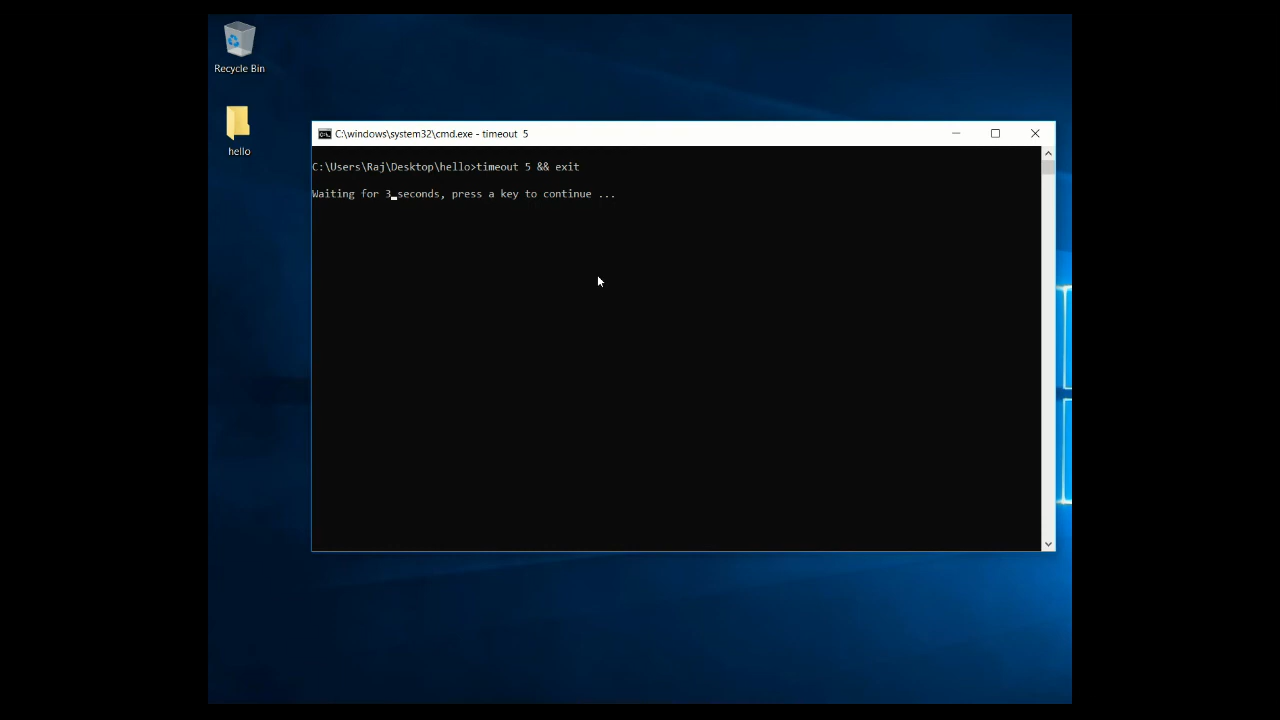 Recycle Bin
hello
C:\windows\system32\cmd.exe - timeout  5
C:\Users\Raj\Desktop\hello>timeout 5 && exit
Waiting for 3 seconds, press a key to continue ...